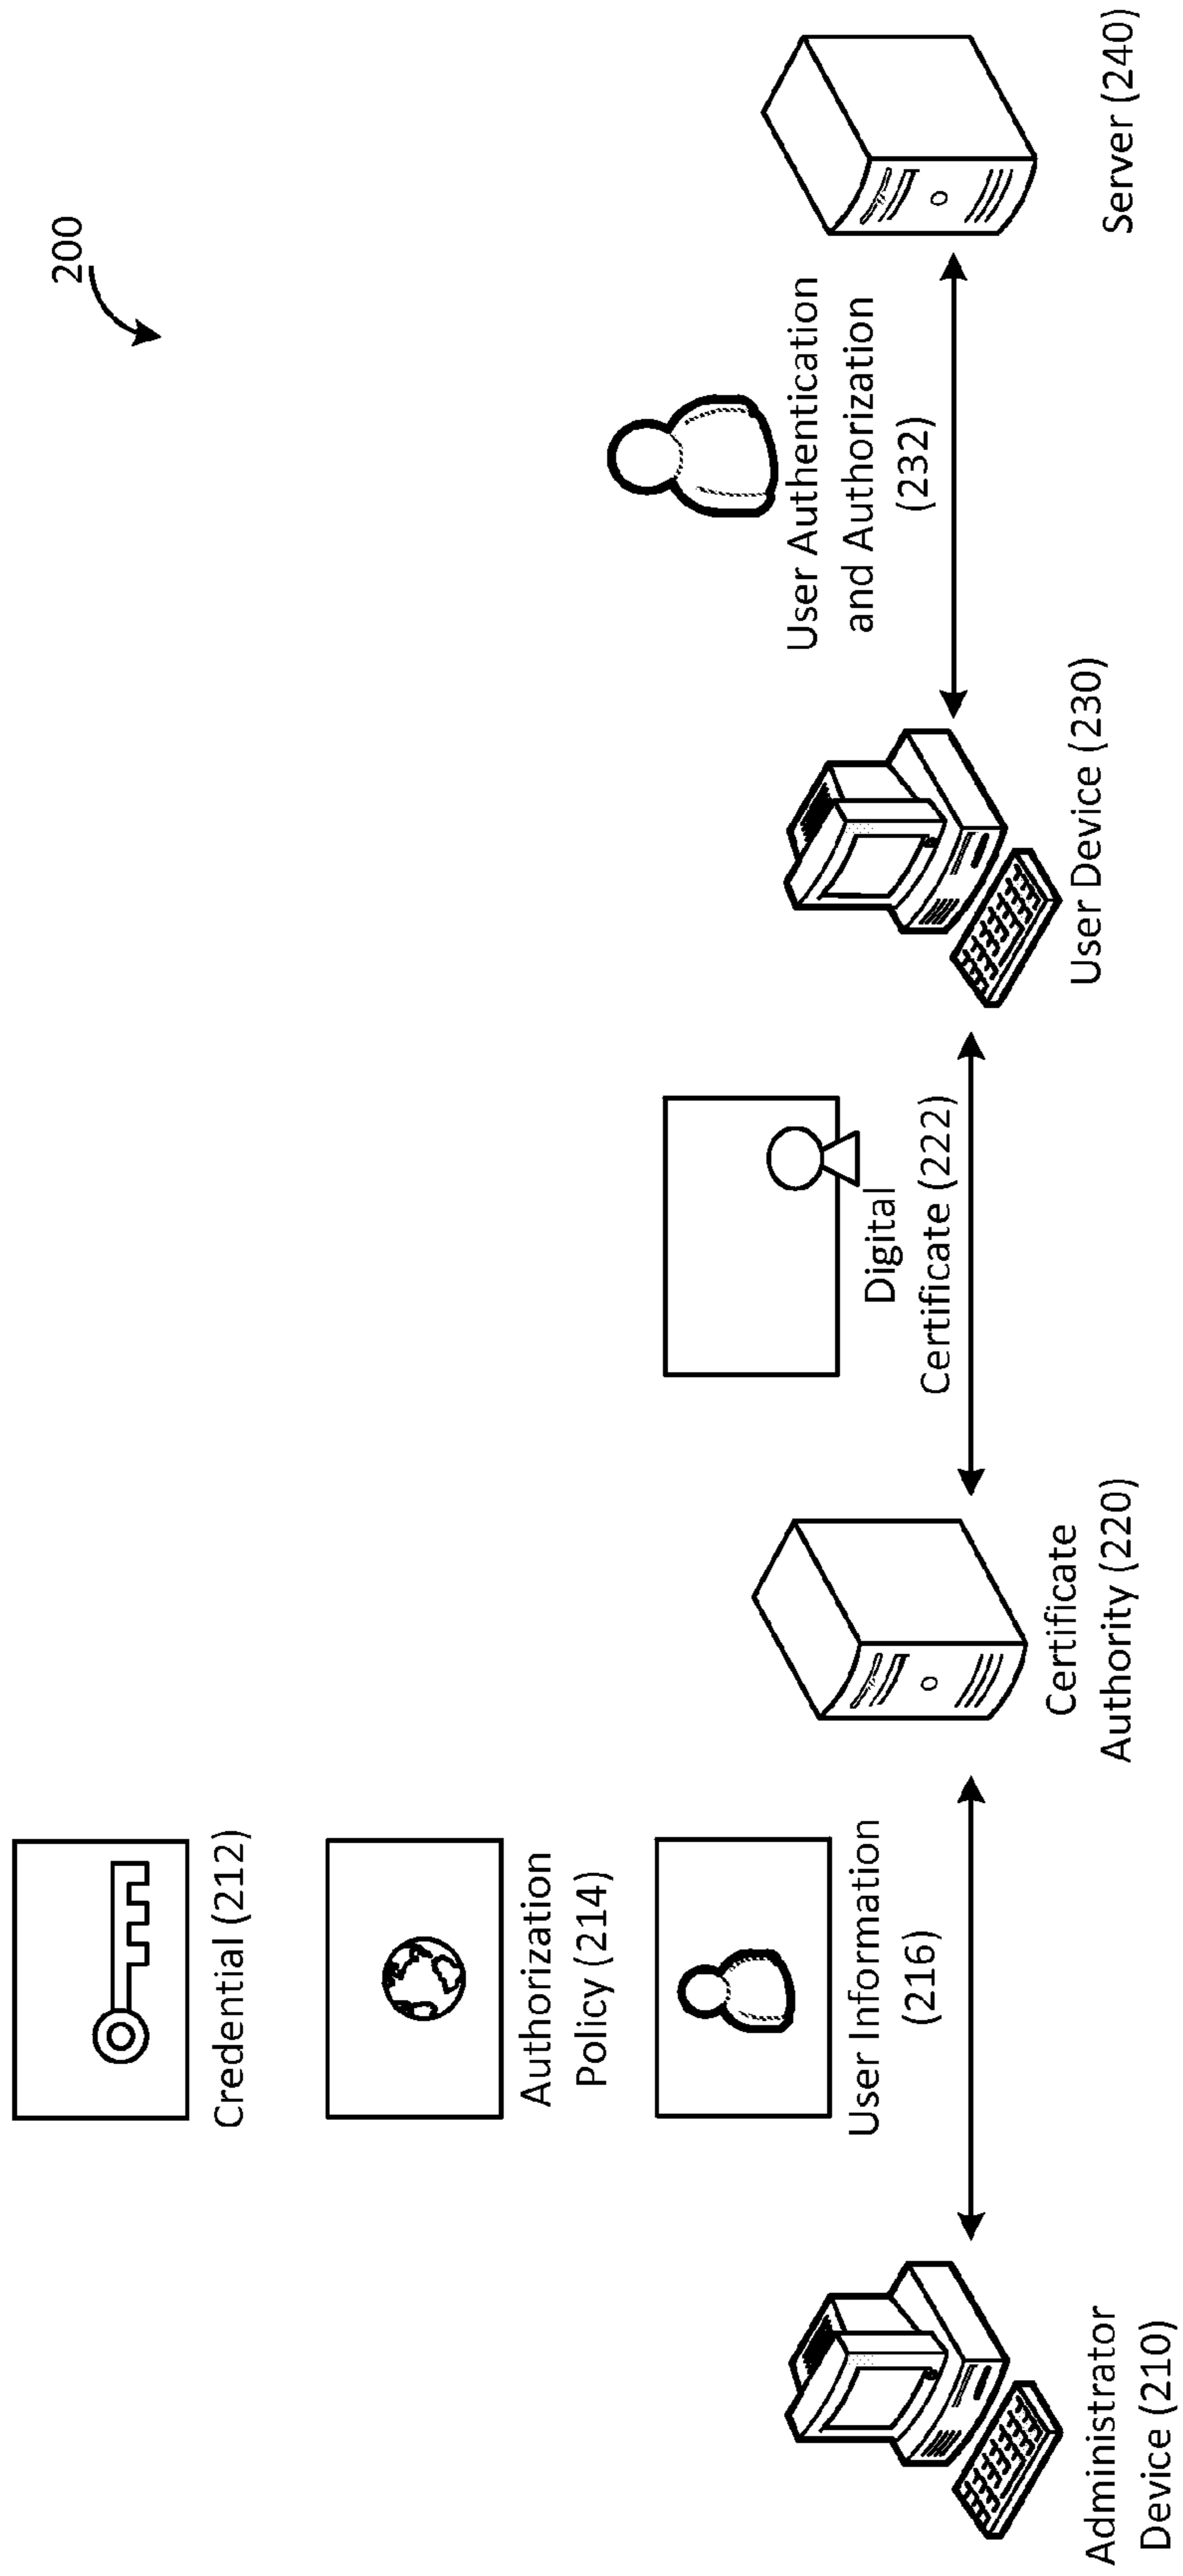 200
Credential (212)
Authorization
Policy (214)
User Information
(216)
Digital
Certificate (222)
User Authentication
and Authorization
(232)
Administrator
Device (210)
Certificate
Authority (220)
User Device (230)
Server (240)